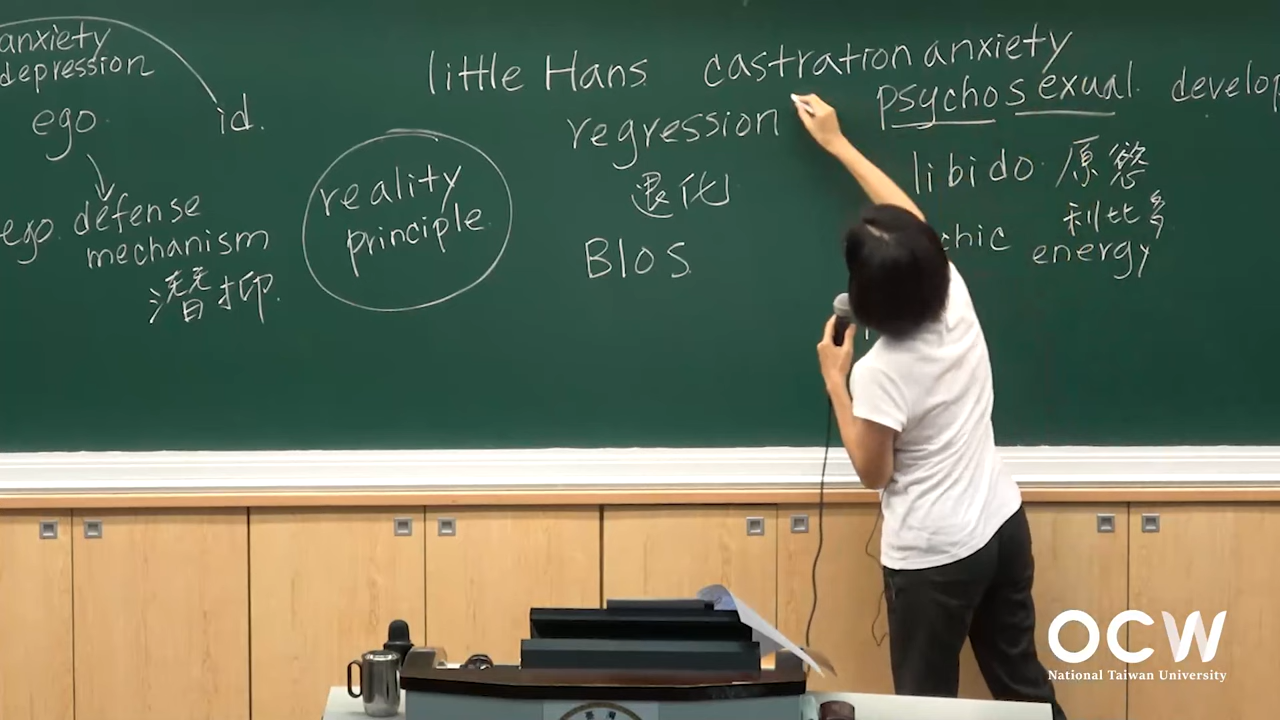 anxiety
depression
ego
id.
ego defense
mechanism
潛抑
reality
principle
little Hans castration anxiety
regression
退化
Blos
psychosexual develop
libido 原慾
利比多
chic energy
OCW
National Taiwan University